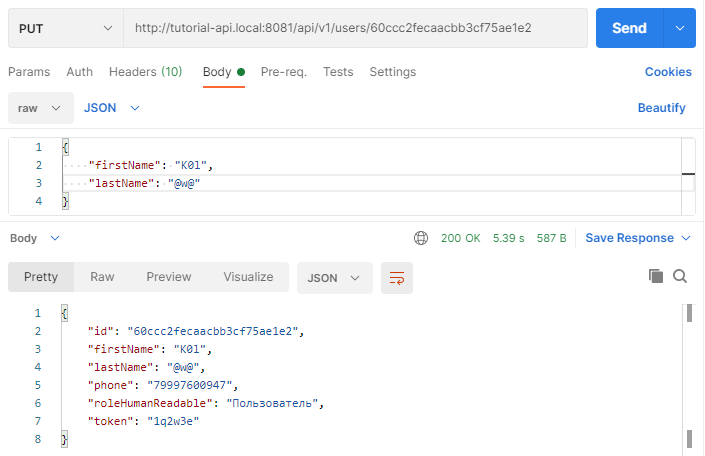 PUT http://tutorial-api.local:8081/api/v1/users/60ccc2fecaacbb3cf75ae1e2 Send
Params Auth Headers (10) Body Pre-req. Tests Settings Cookies
raw JSON Beautify
1 {
2 "firstName": "K0l",
3 "lastName": "@w@"
4 }
Body 200 OK 5.39 s 587 B Save Response
Pretty Raw Preview Visualize JSON
1 {
2 "id": "60ccc2fecaacbb3cf75ae1e2",
3 "firstName": "K0l",
4 "lastName": "@w@",
5 "phone": "79997600947",
6 "roleHumanReadable": "Пользователь",
7 "token": "1q2w3e"
8 }